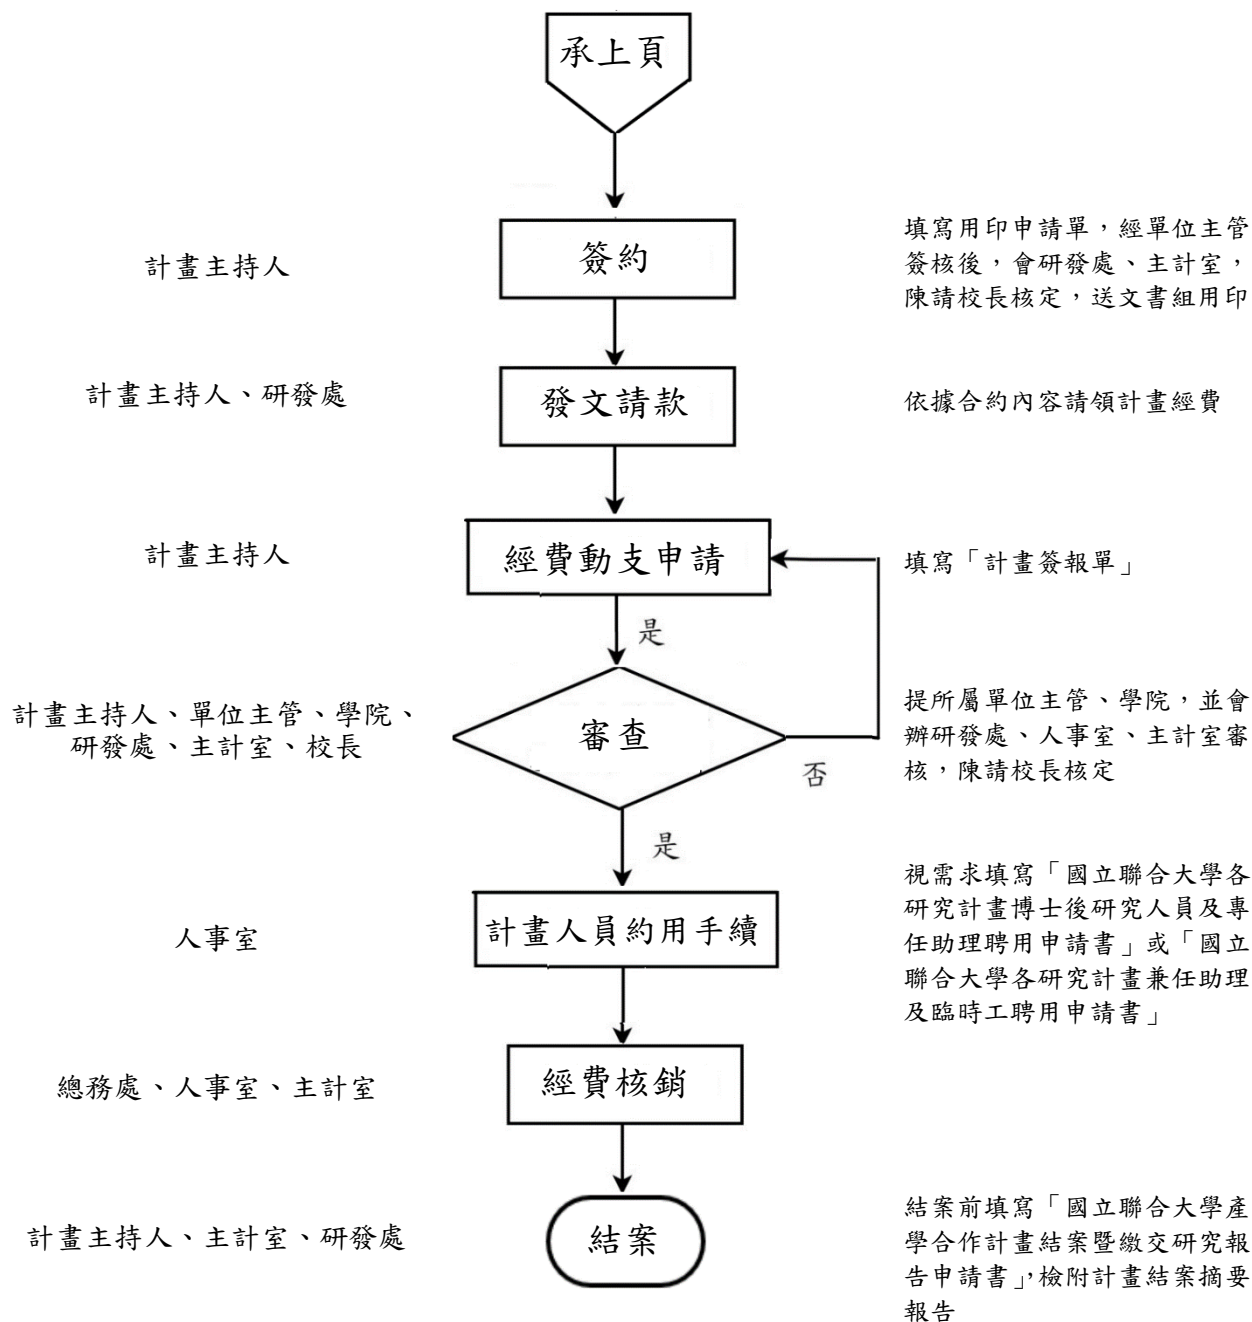 承上頁
計畫主持人
簽約
填寫用印申請單，經單位主管
簽核後，會研發處、主計室，
陳請校長核定，送文書組用印
計畫主持人、研發處
發文請款
依據合約內容請領計畫經費
計畫主持人
經費動支申請
填寫「計畫簽報單」
是
計畫主持人、單位主管、學院、
研發處、主計室、校長
審查
否
提所屬單位主管、學院，並會
辦研發處、人事室、主計室審
核，陳請校長核定
是
人事室
計畫人員約用手續
視需求填寫「國立聯合大學各
研究計畫博士後研究人員及專
任助理聘用申請書」或「國立
聯合大學各研究計畫兼任助理
及臨時工聘用申請書」
總務處、人事室、主計室
經費核銷
計畫主持人、主計室、研發處
結案
結案前填寫「國立聯合大學產
學合作計畫結案暨繳交研究報
告申請書」，檢附計畫結案摘要
報告